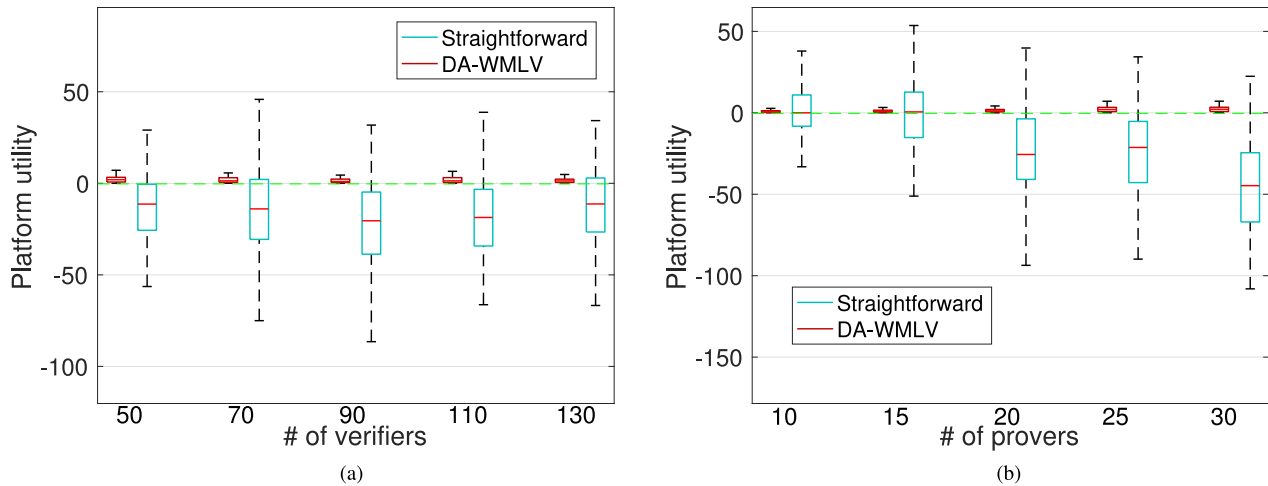 Straightforward
DA-WMLV
50
0
-50
-100
Platform utility
50
70
90
110
130
# of verifiers
(a)
50
0
-50
-100
-150
Platform utility
Straightforward
DA-WMLV
10
15
20
25
30
# of provers
(b)